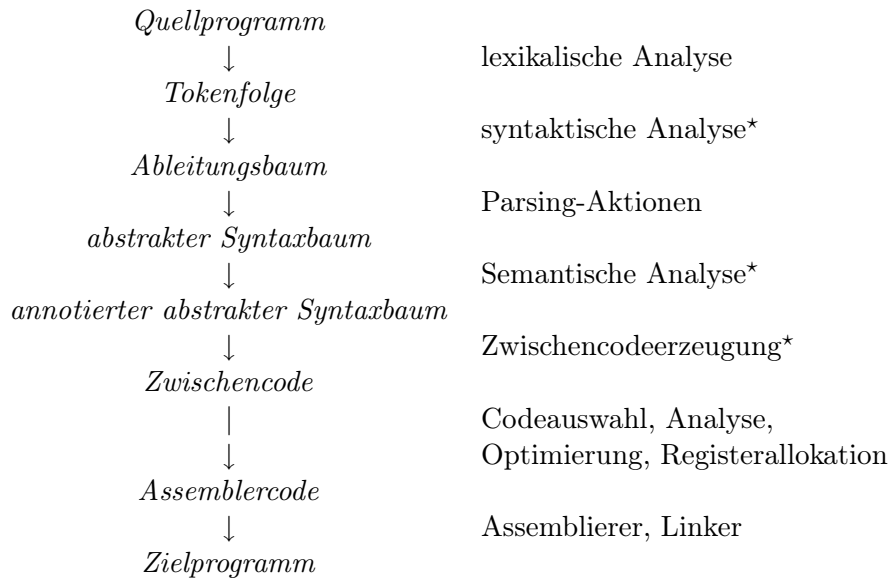 Quellprogramm
↓ lexikalische Analyse
Tokenfolge
↓ syntaktische Analyse⋆
Ableitungsbaum
↓ Parsing-Aktionen
abstrakter Syntaxbaum
↓ Semantische Analyse⋆
annotierter abstrakter Syntaxbaum
↓ Zwischencodeerzeugung⋆
Zwischencode
| Codeauswahl, Analyse,
↓ Optimierung, Registerallokation
Assemblercode
↓ Assemblierer, Linker
Zielprogramm